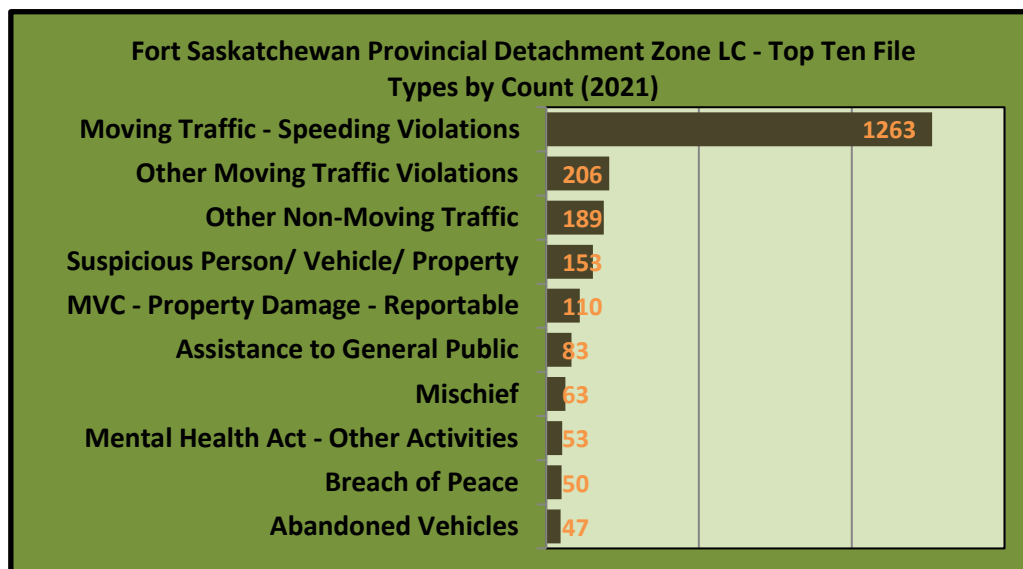 Fort Saskatchewan Provincial Detachment Zone LC - Top Ten File
Types by Count (2021)
Moving Traffic - Speeding Violations 1263
Other Moving Traffic Violations 206
Other Non-Moving Traffic 189
Suspicious Person/ Vehicle/ Property 153
MVC - Property Damage - Reportable 110
Assistance to General Public 83
Mischief 63
Mental Health Act - Other Activities 53
Breach of Peace 50
Abandoned Vehicles 47